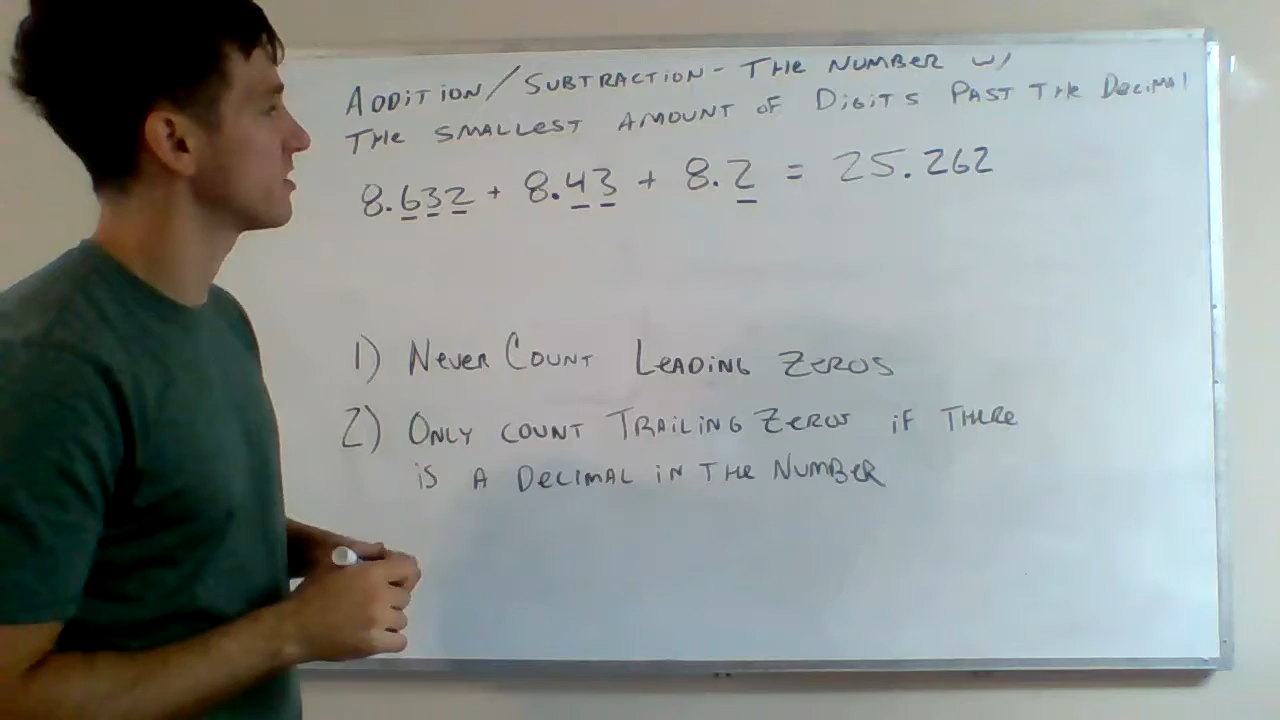 ADDITION/SUBTRACTION - THE NUMBER W/
THE SMALLEST AMOUNT OF DIGITS PAST THE DECIMAL
8.632 + 8.43 + 8.2 = 25.262
1) NEVER COUNT LEADING ZEROS
2) ONLY COUNT TRAILING ZEROS IF THERE
IS A DECIMAL IN THE NUMBER